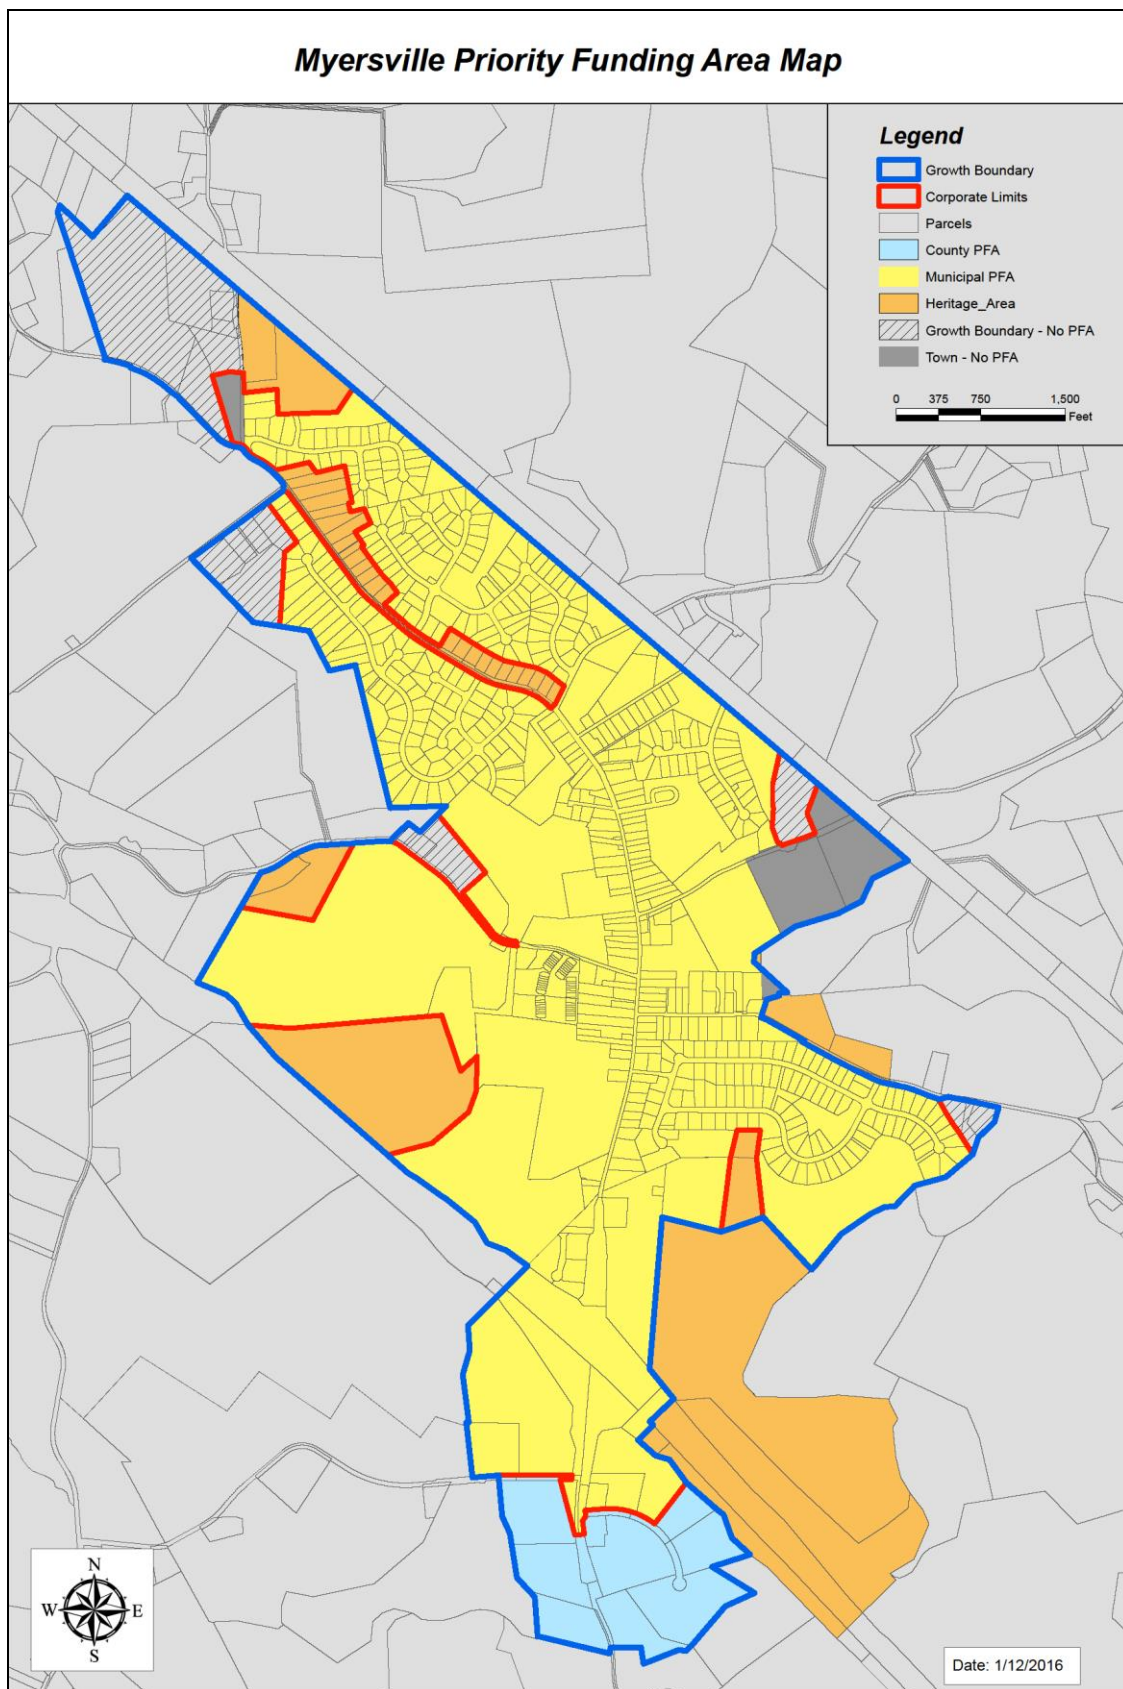 Myersville Priority Funding Area Map
Legend
Growth Boundary
Corporate Limits
Parcels
County PFA
Municipal PFA
Heritage_Area
Growth Boundary - No PFA
Town - No PFA
0 375 750 1,500
Feet
N
W E
S
Date: 1/12/2016